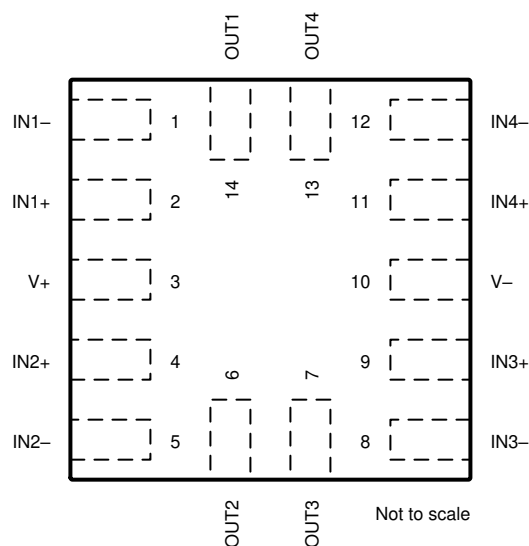 OUT1
OUT4
IN1–
1
12
IN4–
14
13
IN1+
2
11
IN4+
V+
3
10
V–
IN2+
4
6
7
9
IN3+
IN2–
5
8
IN3–
OUT2
OUT3
Not to scale